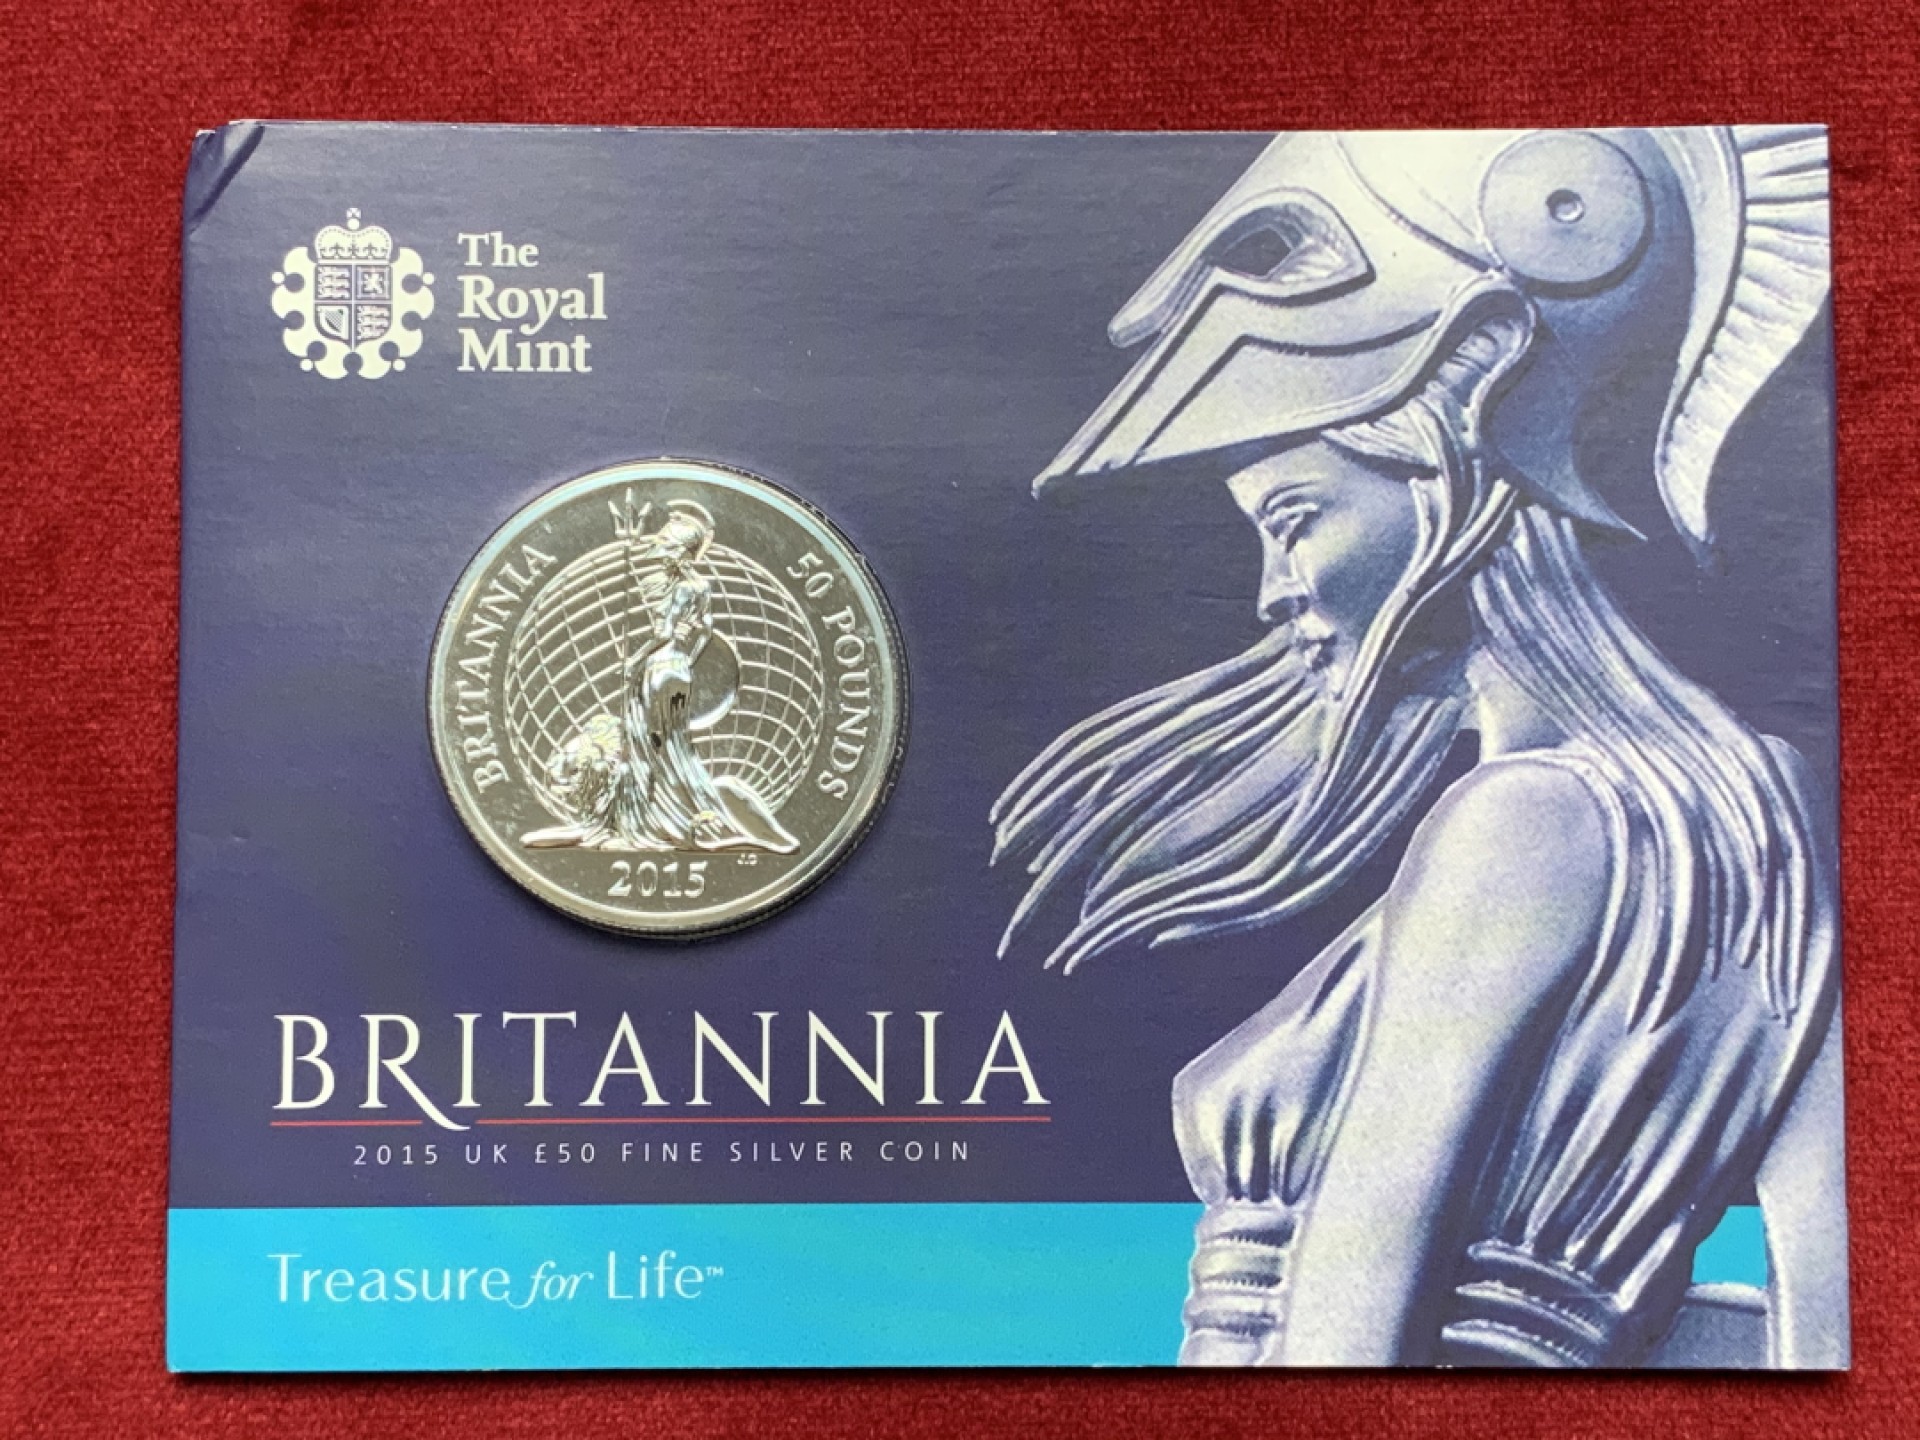 The
Royal
Mint
BRITANNIA
50 POUNDS
2015
J.B
BRITANNIA
2015 UK £50 FINE SILVER COIN
Treasure for Life™